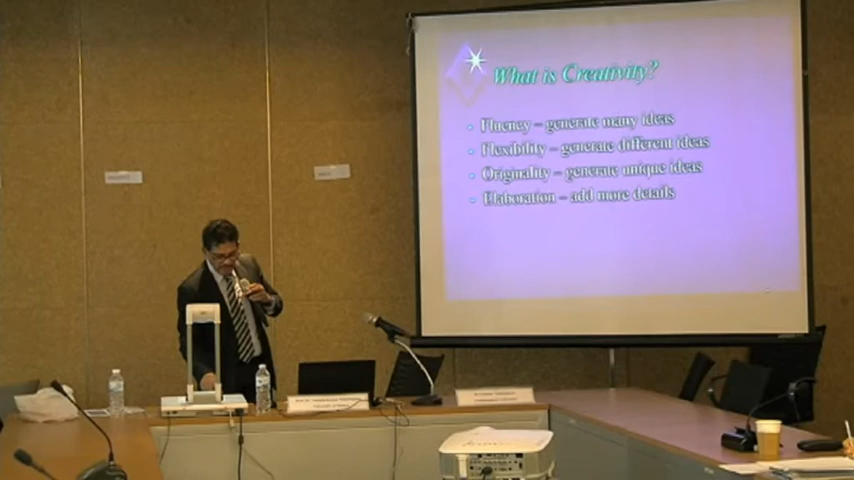 What is Creativity?
Fluency – generate many ideas
Flexibility – generate different ideas
Originality – generate unique ideas
Elaboration – add more details